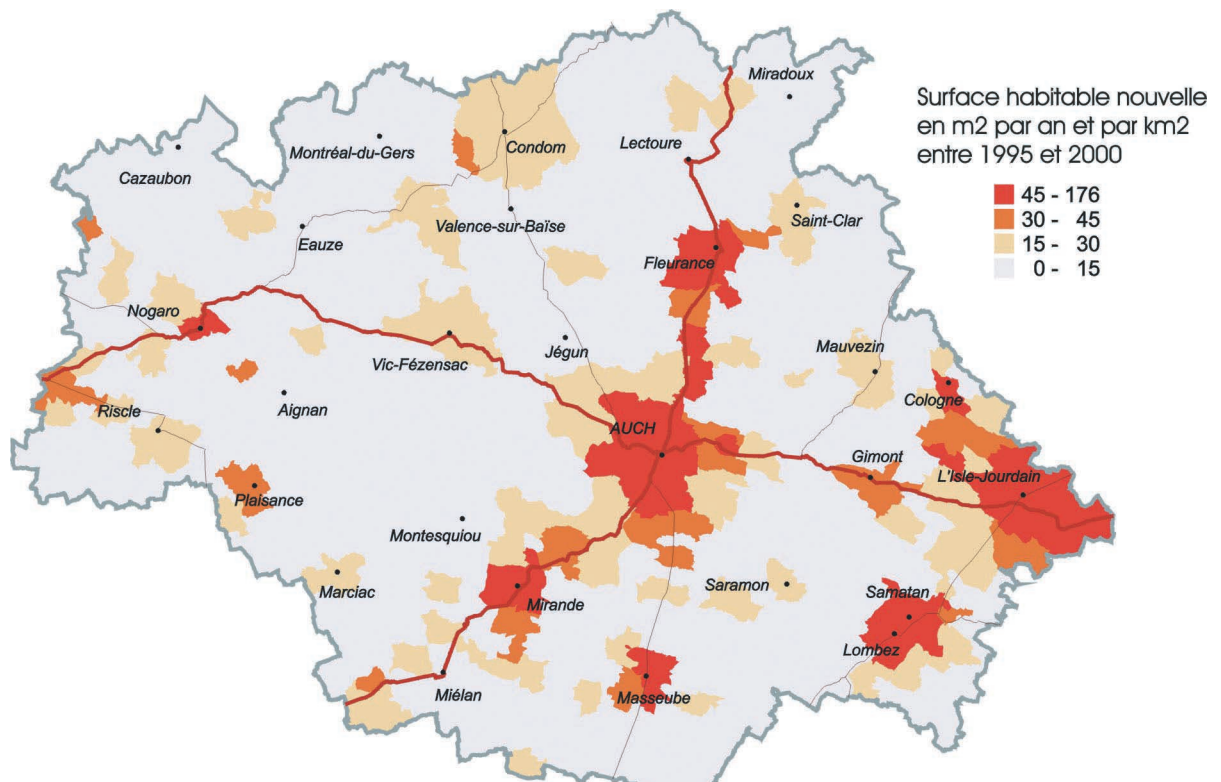 Surface habitable nouvelle
en m2 par an et par km2
entre 1995 et 2000
45 - 176
30 - 45
15 - 30
0 - 15
Miradoux
Condom
Montréal-du-Gers
Lectoure
Cazaubon
Saint-Clar
Valence-sur-Baïse
Eauze
Fleurance
Nogaro
Jégun
Mauvezin
Vic-Fézensac
Cologne
Riscle
Aignan
AUCH
Gimont
L'Isle-Jourdain
Plaisance
Montesquiou
Marciac
Saramon
Samatan
Mirande
Lombez
Miélan
Masseube